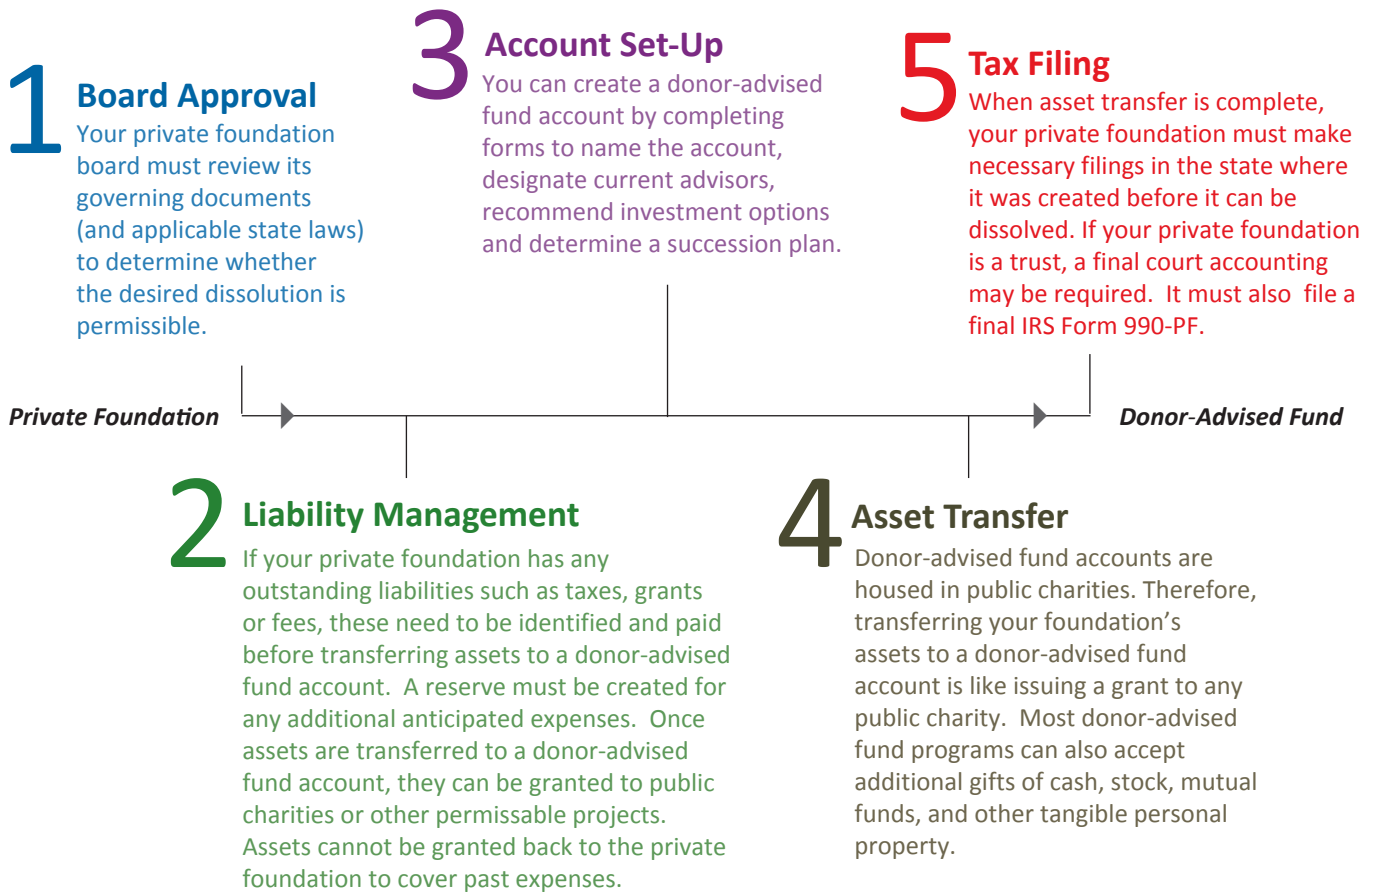 1
Board Approval
Your private foundation
board must review its
governing documents
(and applicable state laws)
to determine whether
the desired dissolution is
permissible.
2
Liability Management
If your private foundation has any
outstanding liabilities such as taxes, grants
or fees, these need to be identified and paid
before transferring assets to a donor-advised
fund account.  A reserve must be created for
any additional anticipated expenses.  Once
assets are transferred to a donor-advised
fund account, they can be granted to public
charities or other permissable projects.
Assets cannot be granted back to the private
foundation to cover past expenses.
3
Account Set-Up
You can create a donor-advised
fund account by completing
forms to name the account,
designate current advisors,
recommend investment options
and determine a succession plan.
4
Asset Transfer
Donor-advised fund accounts are
housed in public charities. Therefore,
transferring your foundation’s
assets to a donor-advised fund
account is like issuing a grant to any
public charity.  Most donor-advised
fund programs can also accept
additional gifts of cash, stock, mutual
funds, and other tangible personal
property.
5
Tax Filing
When asset transfer is complete,
your private foundation must make
necessary filings in the state where
it was created before it can be
dissolved. If your private foundation
is a trust, a final court accounting
may be required.  It must also  file a
final IRS Form 990-PF.
Private Foundation
Donor-Advised Fund